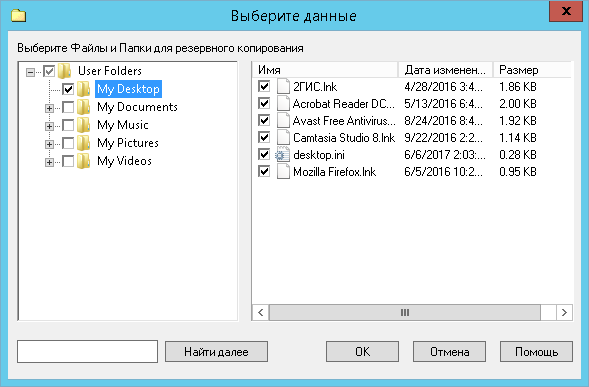 Выберите данные
x
Выберите Файлы и Папки для резервного копирования
User Folders
My Desktop
My Documents
My Music
My Pictures
My Videos
Имя Дата изменен... Размер
2ГИС.lnk 4/28/2016 3:4... 1.86 KB
Acrobat Reader DC... 5/13/2016 6:4... 2.00 KB
Avast Free Antivirus... 8/24/2016 8:4... 1.92 KB
Camtasia Studio 8.lnk 9/22/2016 2:2... 1.14 KB
desktop.ini 6/6/2017 2:03:... 0.28 KB
Mozilla Firefox.lnk 6/5/2016 10:2... 0.95 KB
Найти далее OK Отмена Помощь